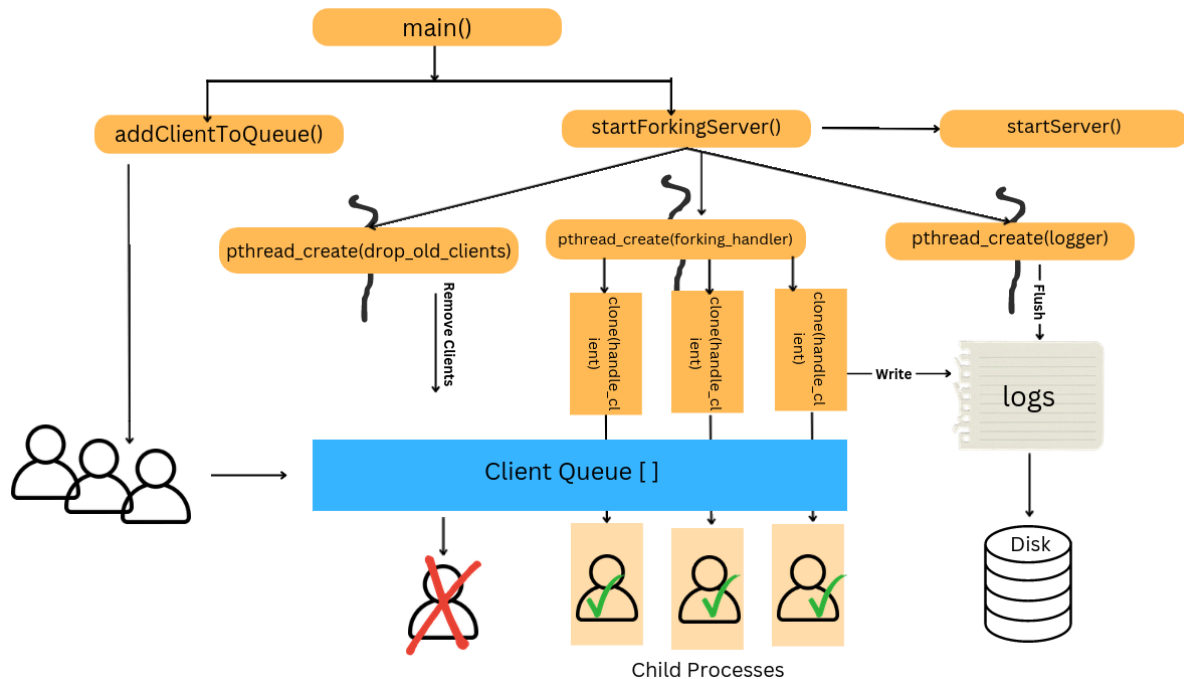 main()
addClientToQueue()
startForkingServer()
startServer()
pthread_create(drop_old_clients)
pthread_create(forking_handler)
pthread_create(logger)
Remove Clients
clone(handle_cl
ient)
clone(handle_cl
ient)
clone(handle_cl
ient)
Flush
Write
logs
Client Queue [ ]
Disk
Child Processes